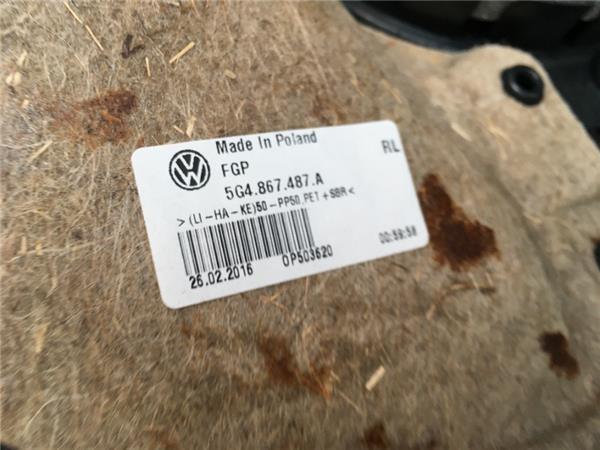 Made In Poland
RL
FGP
5G4.867.487.A
>(LI-HA-KE)50-PP50,PET+SBR<
26.02.2016 OP503620 00:59:58